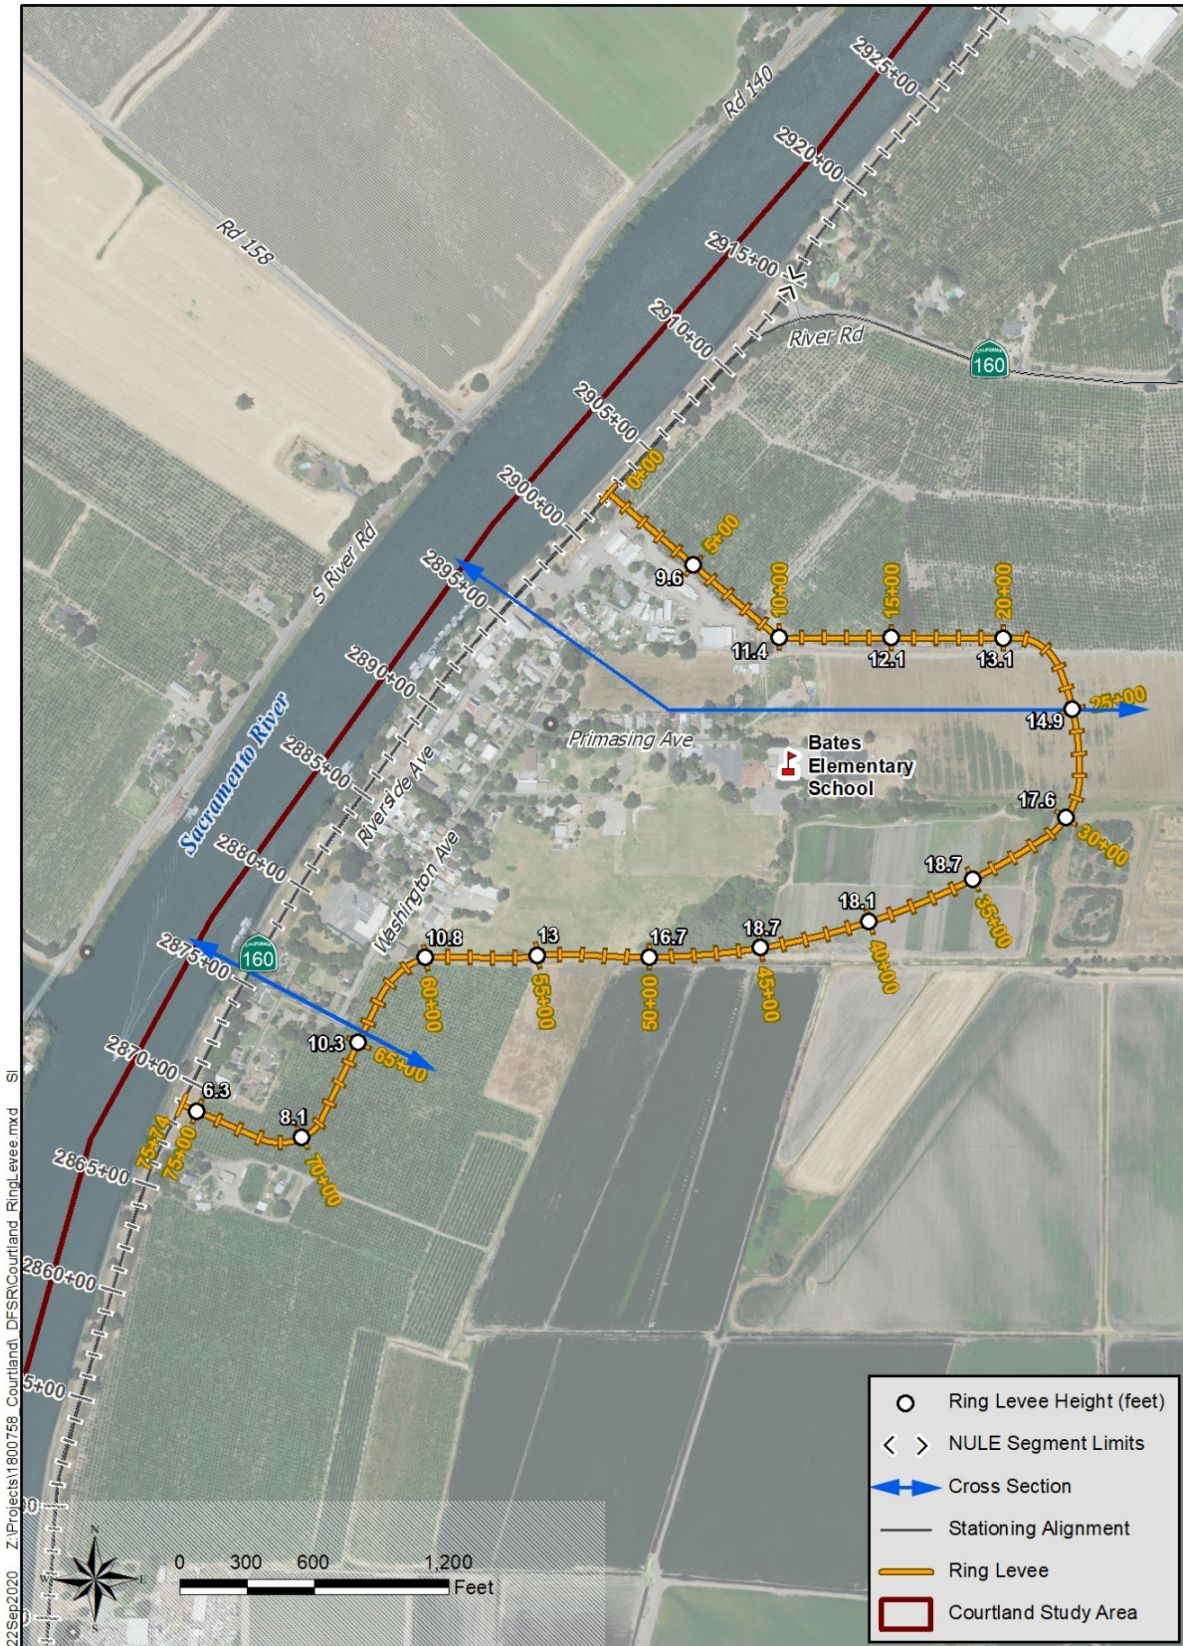 2925+00
Rd 140
2920+00
Rd 158
2915+00
2910+00
River Rd
CALIFORNIA
160
2905+00
0+00
2900+00
5+00
S River Rd
2895+00
9.6
10+00
15+00
20+00
11.4
12.1
13.1
2890+00
25+00
14.9
Primasing Ave
Bates
Elementary
School
Sacramento River
2885+00
Riverside Ave
17.6
30+00
2880+00
Washington Ave
18.7
35+00
18.1
40+00
18.7
45+00
16.7
50+00
13
55+00
10.8
60+00
2875+00
160
10.3
65+00
2870+00
6.3
8.1
70+00
75+74
75+00
2865+00
2860+00
5+00
N
W E
S
0 300 600 1,200
Feet
Ring Levee Height (feet)
NULE Segment Limits
Cross Section
Stationing Alignment
Ring Levee
Courtland Study Area
22Sep2020 Z:\Projects\1800758_Courtland\_DFSR\Courtland_RingLevee.mxd SI